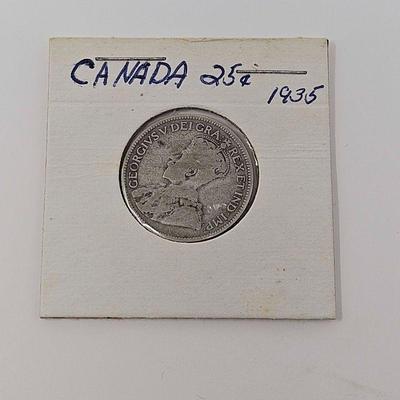 CANADA 25¢
1935
GEORGIVS V DEI GRA: REX ET IND: IMP: